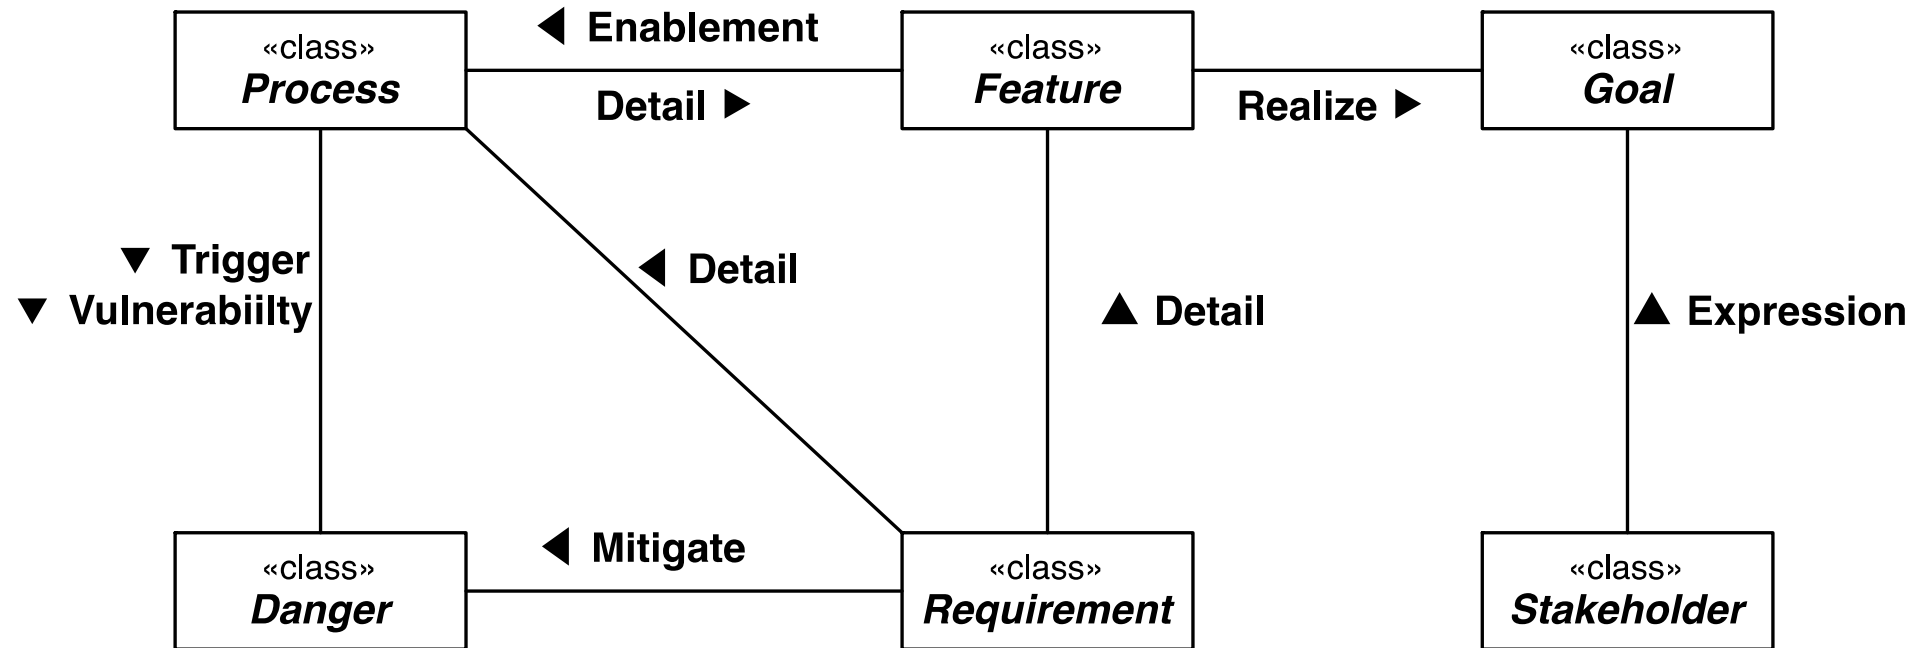 «class»
Process
◀ Enablement
Detail ▶
«class»
Feature
Realize ▶
«class»
Goal
▼ Trigger
▼ Vulnerabiilty
◀ Detail
▲ Detail
▲ Expression
«class»
Danger
◀ Mitigate
«class»
Requirement
«class»
Stakeholder